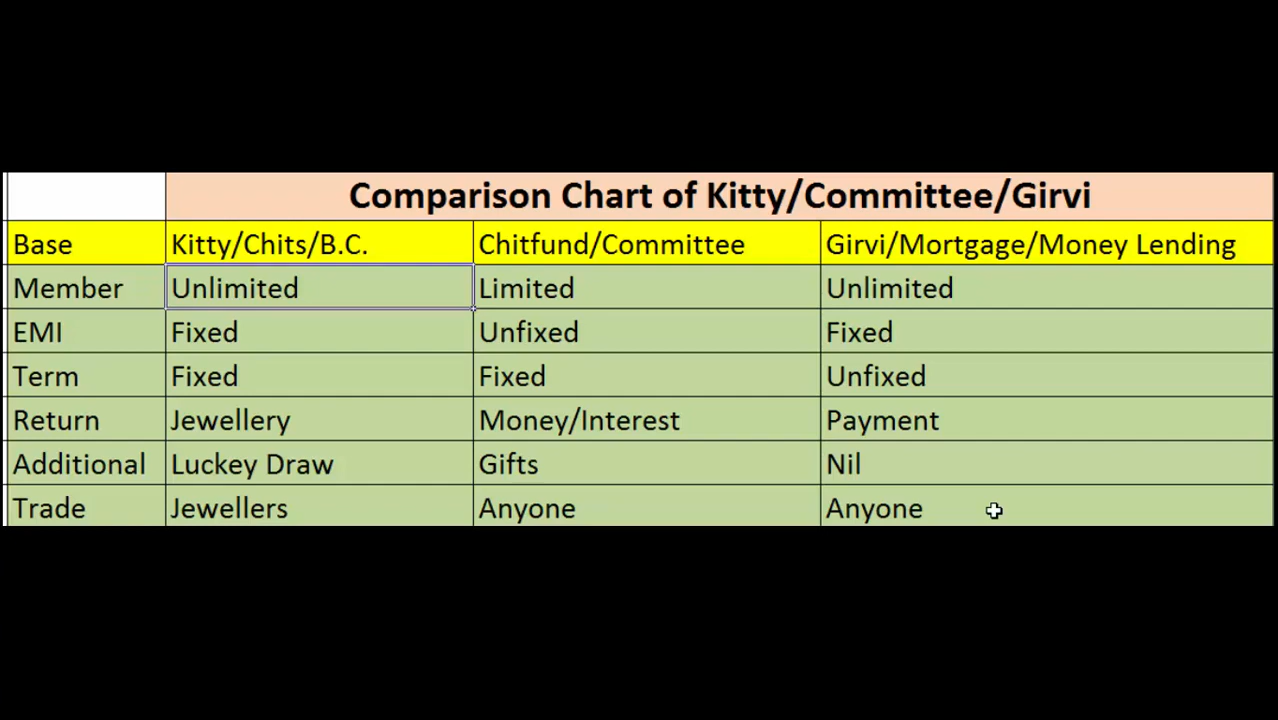 Comparison Chart of Kitty/Committee/Girvi
Base Kitty/Chits/B.C. Chitfund/Committee Girvi/Mortgage/Money Lending
Member Unlimited Limited Unlimited
EMI Fixed Unfixed Fixed
Term Fixed Fixed Unfixed
Return Jewellery Money/Interest Payment
Additional Luckey Draw Gifts Nil
Trade Jewellers Anyone Anyone